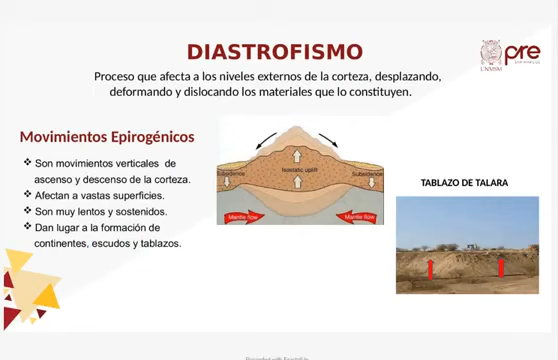 DIASTROFISMO
Proceso que afecta a los niveles externos de la corteza, desplazando,
deformando y dislocando los materiales que lo constituyen.
UNMSM
pre
Movimientos Epirogénicos
❖ Son movimientos verticales de
ascenso y descenso de la corteza.
❖ Afectan a vastas superficies.
❖ Son muy lentos y sostenidos.
❖ Dan lugar a la formación de
continentes, escudos y tablazos.
Isostatic uplift
Subsidence
Subsidence
Mantle flow
Mantle flow
TABLAZO DE TALARA